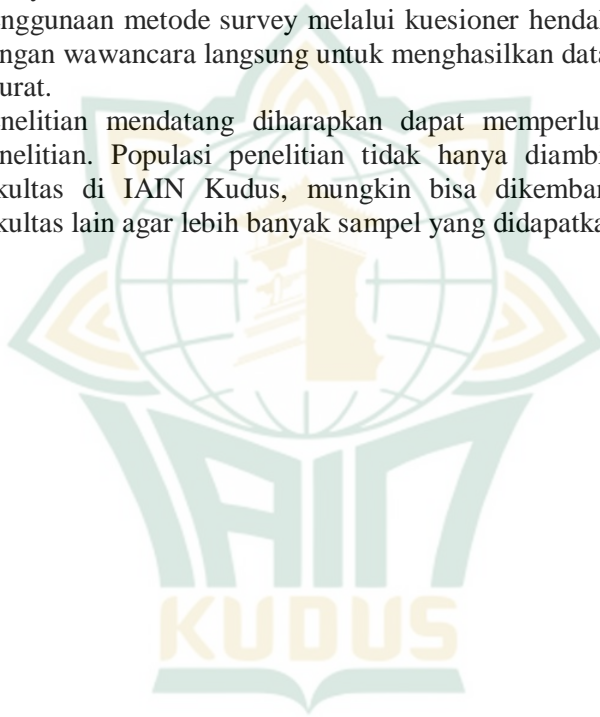 nggunaan metode survey melalui kuesioner hendal
ngan wawancara langsung untuk menghasilkan data
urat.
nelitian mendatang diharapkan dapat memperlu
nelitian. Populasi penelitian tidak hanya diambi
kultas di IAIN Kudus, mungkin bisa dikemban
kultas lain agar lebih banyak sampel yang didapatka
IAIN
KUDUS